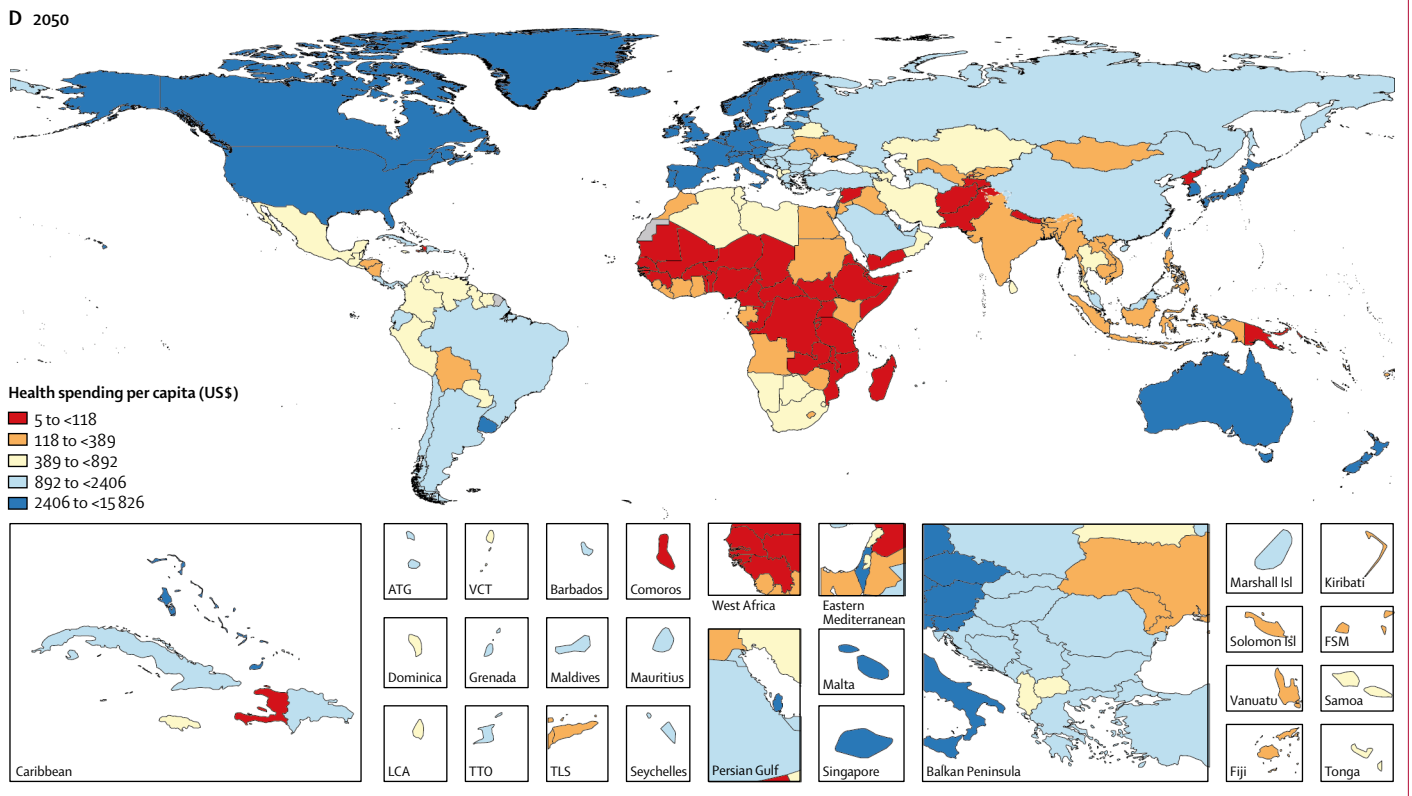 D 2050
Health spending per capita (US$)
5 to <118
118 to <389
389 to <892
892 to <2406
2406 to <15 826
Caribbean
ATG
VCT
Barbados
Comoros
West Africa
Eastern
Mediterranean
Marshall Isl
Kiribati
Dominica
Grenada
Maldives
Mauritius
Malta
Solomon Isl
FSM
Vanuatu
Samoa
LCA
TTO
TLS
Seychelles
Persian Gulf
Singapore
Balkan Peninsula
Fiji
Tonga